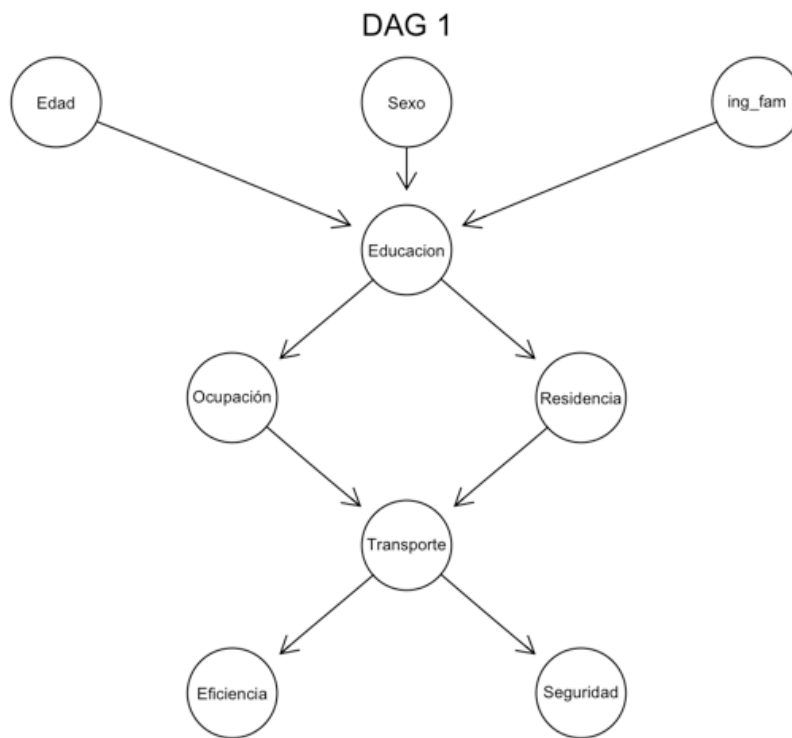 DAG 1
Edad
Sexo
ing_fam
Educacion
Ocupación
Residencia
Transporte
Eficiencia
Seguridad